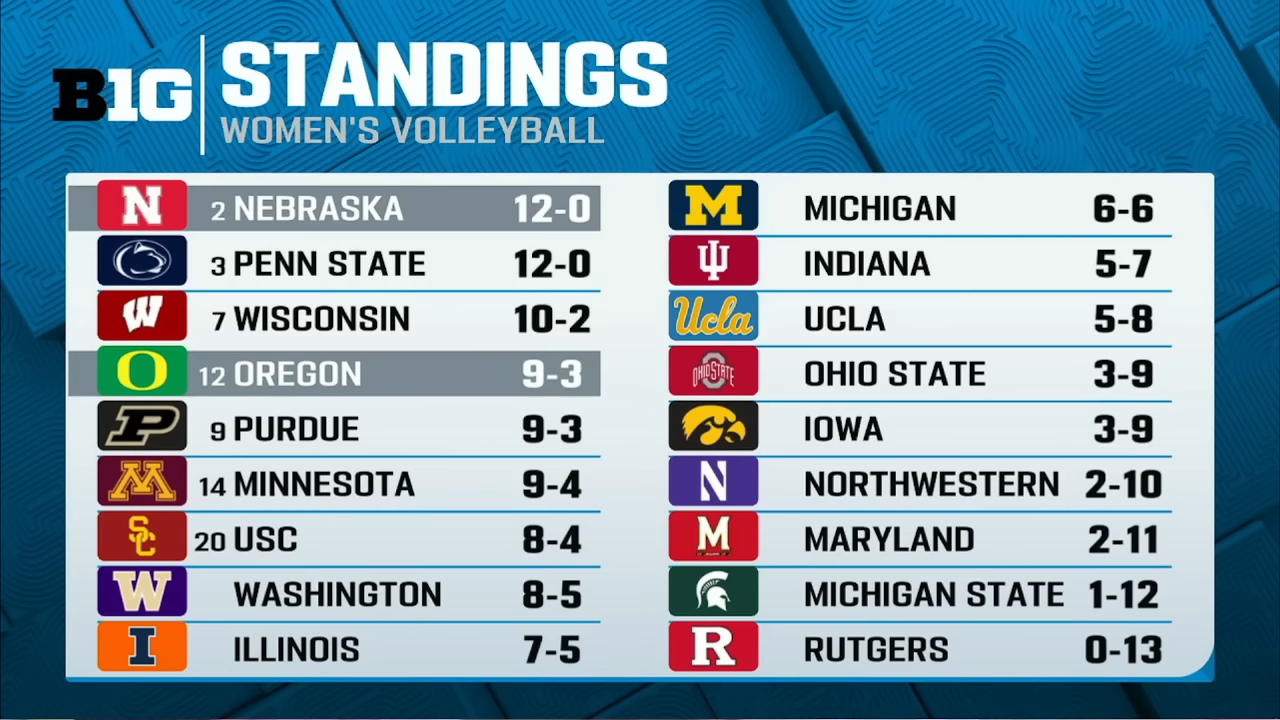 B1G
STANDINGS
WOMEN'S VOLLEYBALL
N 2 NEBRASKA 12-0
3 PENN STATE 12-0
W 7 WISCONSIN 10-2
O 12 OREGON 9-3
P 9 PURDUE 9-3
M 14 MINNESOTA 9-4
SC 20 USC 8-4
W WASHINGTON 8-5
I ILLINOIS 7-5
M MICHIGAN 6-6
IU INDIANA 5-7
Ucla UCLA 5-8
OHIO STATE OHIO STATE 3-9
IOWA 3-9
N NORTHWESTERN 2-10
M MARYLAND 2-11
MICHIGAN STATE 1-12
R RUTGERS 0-13